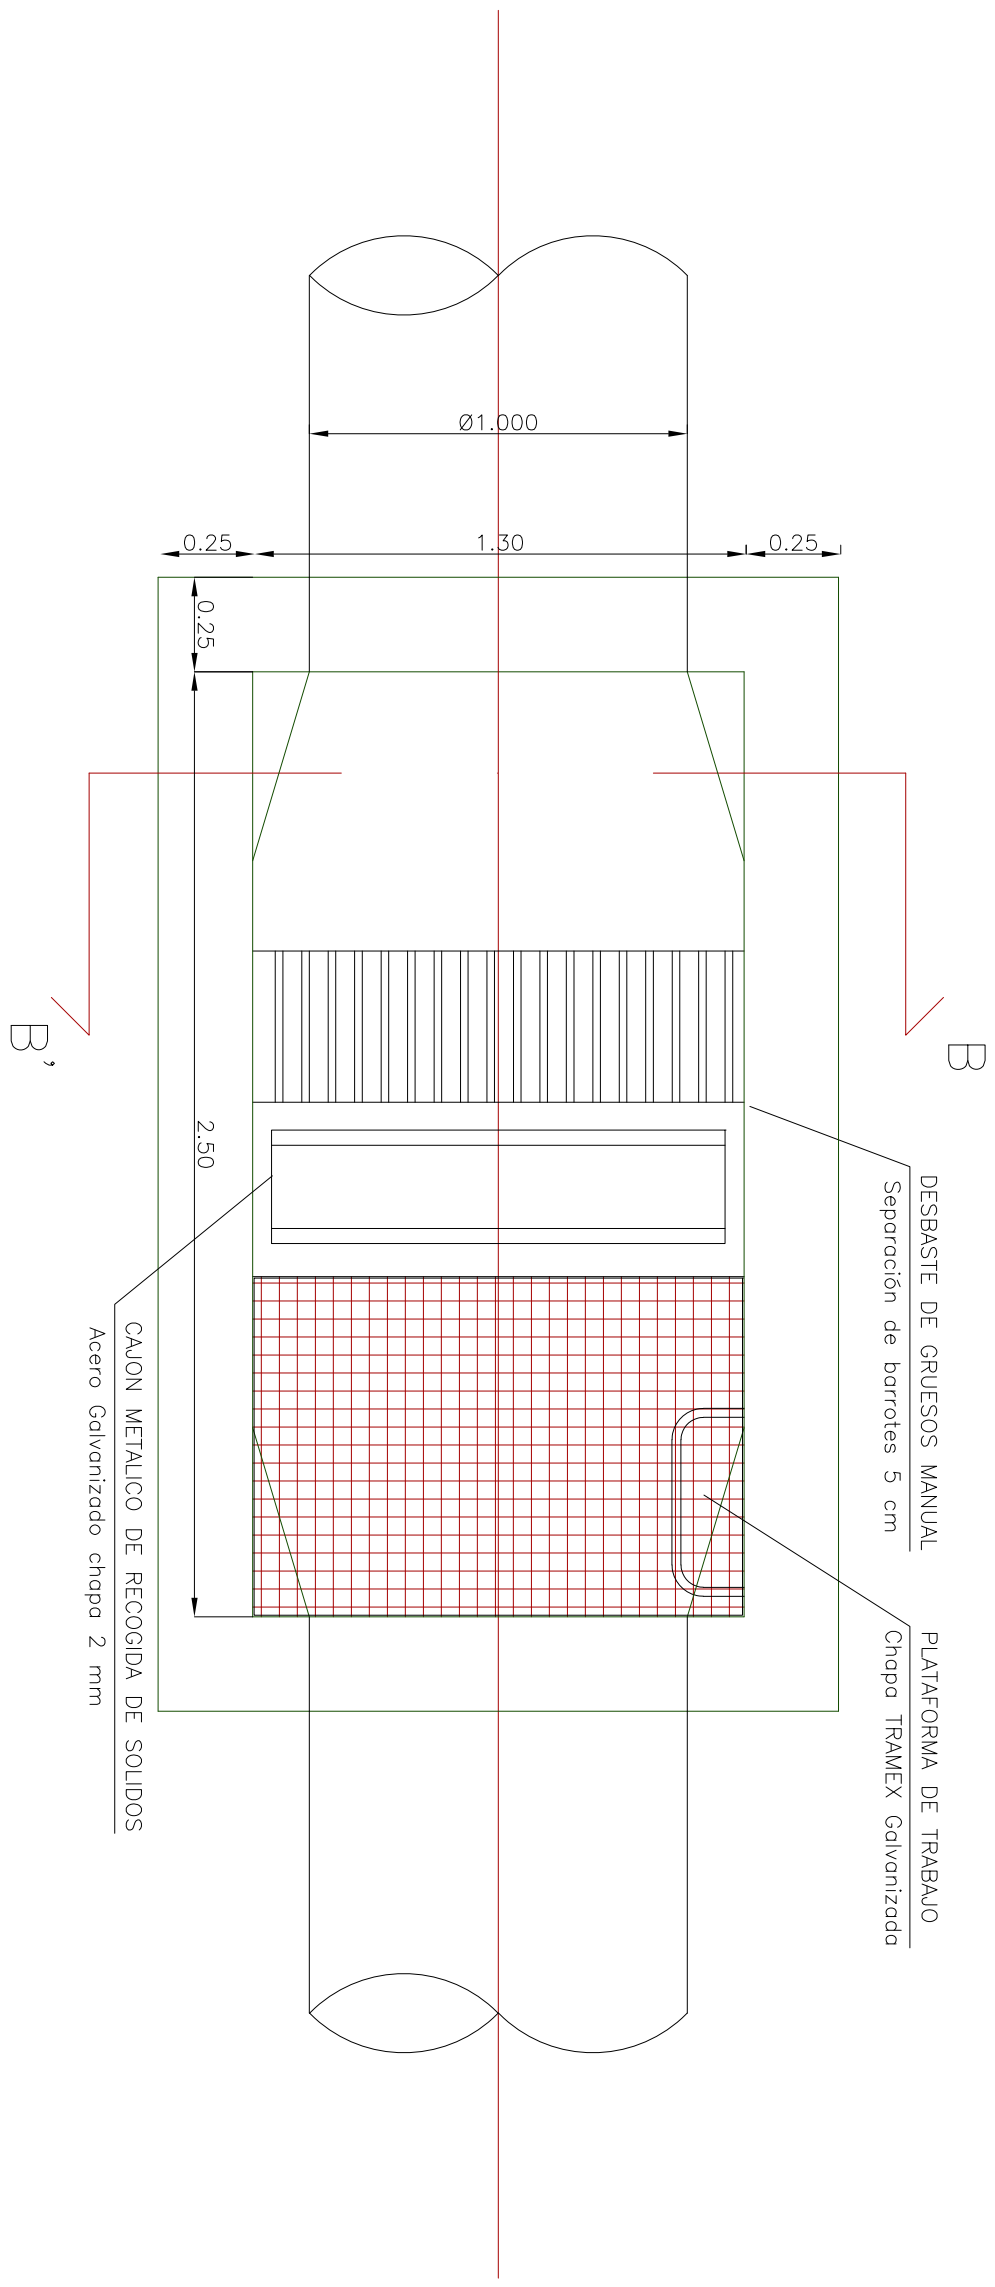 Ø1.000
0.25
1.30
0.25
0.25
2.50
B'
B
DESBASTE DE GRUESOS MANUAL
Separación de barrotes 5 cm
PLATAFORMA DE TRABAJO
Chapa TRAMEX Galvanizada
CAJON METALICO DE RECOGIDA DE SOLIDOS
Acero Galvanizado chapa 2 mm